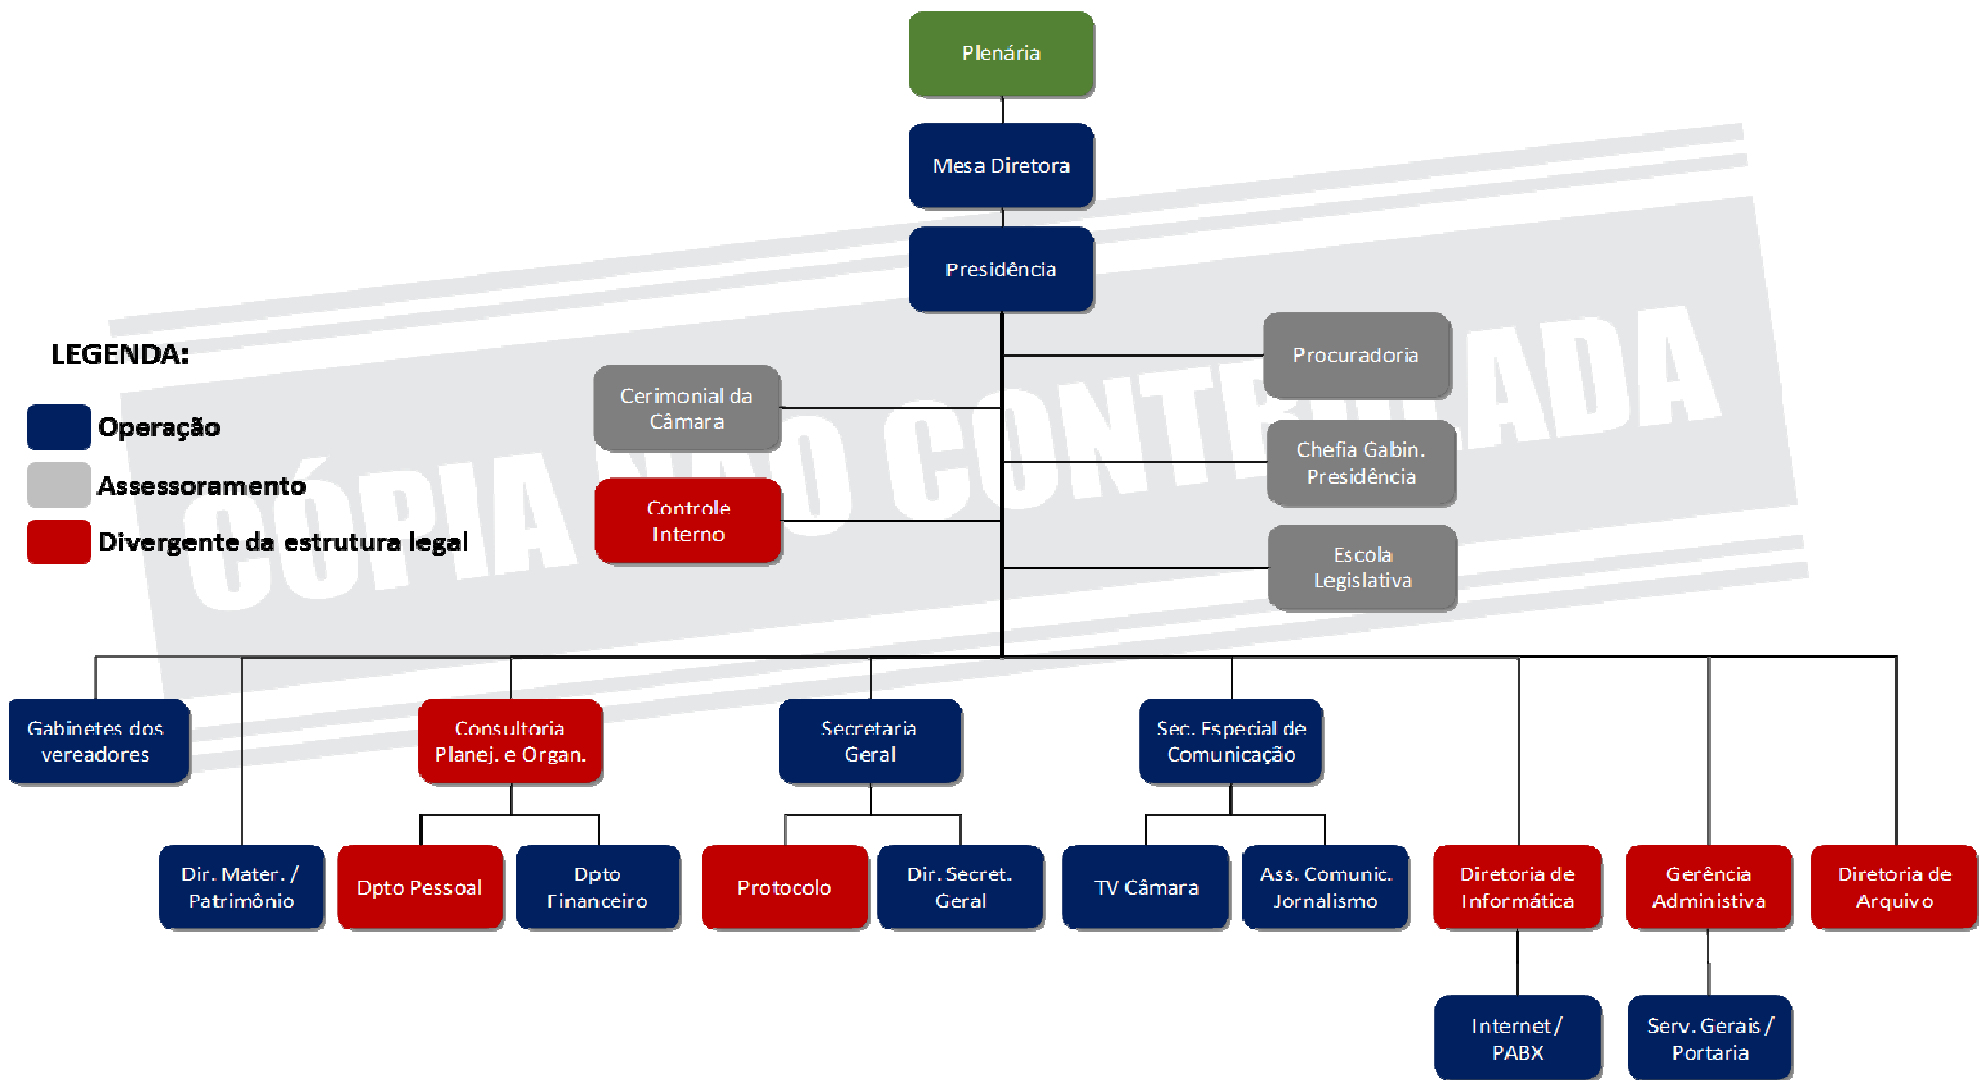 Plenária
Mesa Diretora
Presidência
Procuradoria
LEGENDA:
Cerimonial da
Câmara
Operação
Chefia Gabin.
Presidência
Assessoramento
Controle
Interno
Divergente da estrutura legal
Escola
Legislativa
CÓPIA NÃO CONTROLADA
Gabinetes dos
vereadores
Consultoria
Planej. e Organ.
Secretaria
Geral
Sec. Especial de
Comunicação
Dir. Mater. /
Patrimônio
Dpto Pessoal
Dpto
Financeiro
Protocolo
Dir. Secret.
Geral
TV Câmara
Ass. Comunic.
Jornalismo
Diretoria de
Informática
Gerência
Administiva
Diretoria de
Arquivo
Internet /
PABX
Serv. Gerais /
Portaria